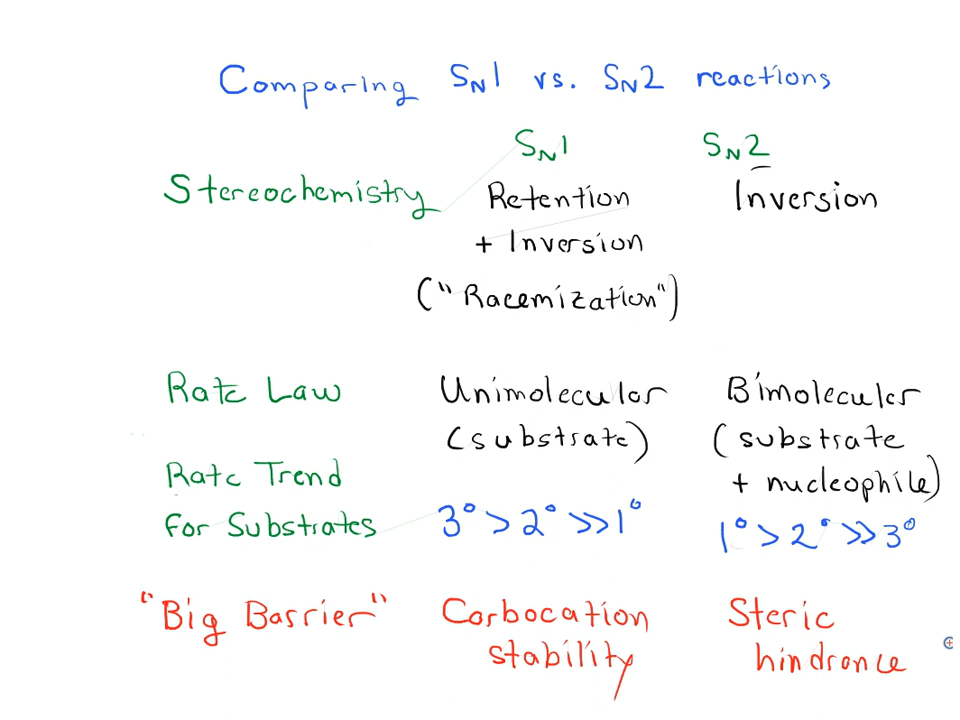 Comparing SN1 vs. SN2 reactions
SN1 SN2
Stereochemistry Retention Inversion
+ Inversion
("Racemization")
Rate Law Unimolecular Bimolecular
(substrate) (substrate
Rate Trend + nucleophile)
For Substrates 3° > 2° >> 1° 1° > 2° >> 3°
"Big Barrier" Carbocation Steric
stability hindrance